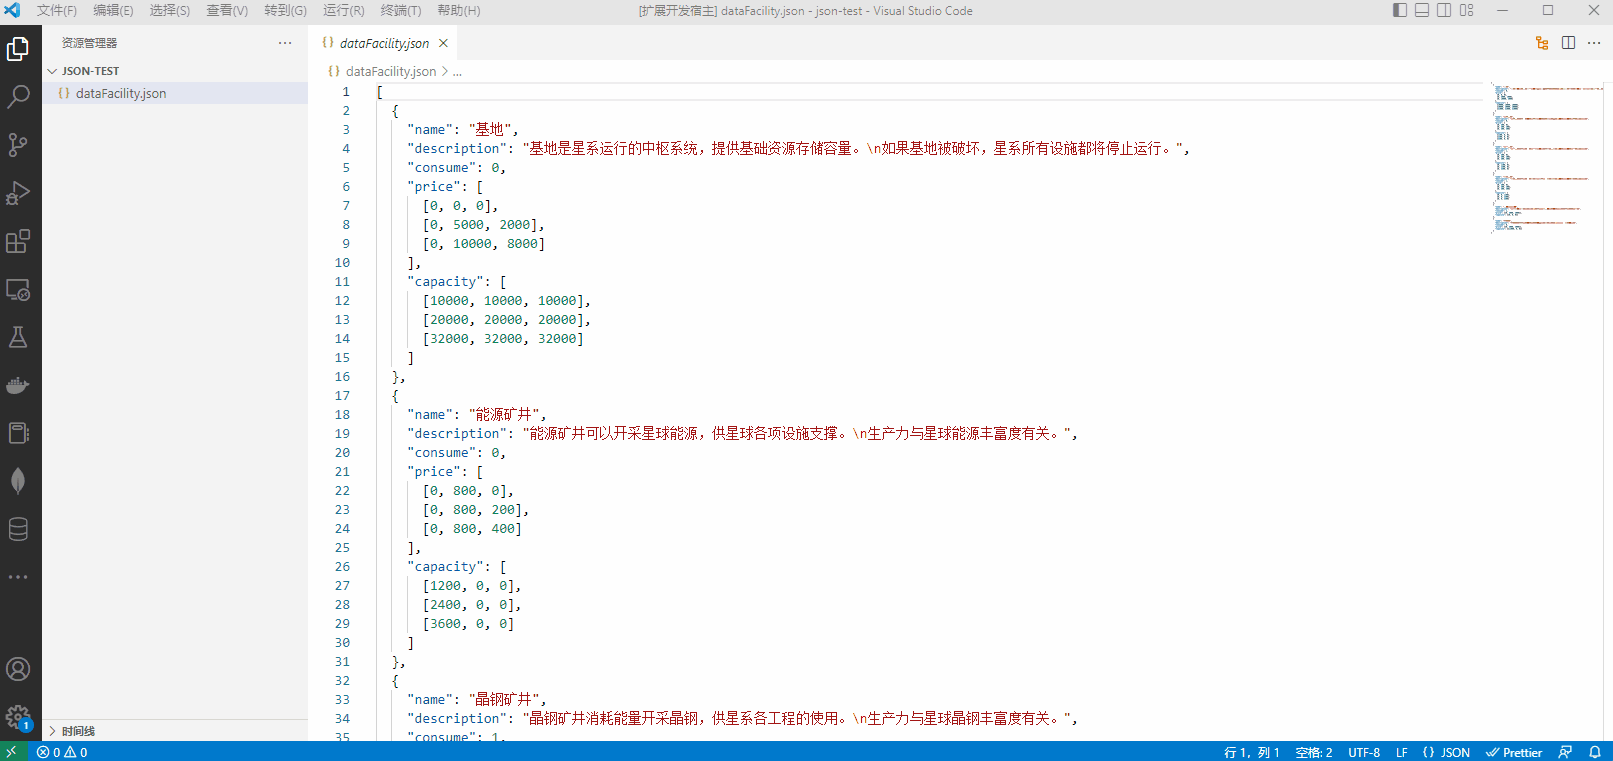 文件(F) 编辑(E) 选择(S) 查看(V) 转到(G) 运行(R) 终端(T) 帮助(H) [扩展开发宿主] dataFacility.json - json-test - Visual Studio Code
资源管理器 ···
JSON-TEST
{} dataFacility.json
{} dataFacility.json
{} dataFacility.json > ...
1 [
2 {
3 "name": "基地",
4 "description": "基地是星系运行的中枢系统，提供基础资源存储容量。\n如果基地被破坏，星系所有设施都将停止运行。",
5 "consume": 0,
6 "price": [
7 [0, 0, 0],
8 [0, 5000, 2000],
9 [0, 10000, 8000]
10 ],
11 "capacity": [
12 [10000, 10000, 10000],
13 [20000, 20000, 20000],
14 [32000, 32000, 32000]
15 ]
16 },
17 {
18 "name": "能源矿井",
19 "description": "能源矿井可以开采星球能源，供星球各项设施支撑。\n生产力与星球能源丰富度有关。",
20 "consume": 0,
21 "price": [
22 [0, 800, 0],
23 [0, 800, 200],
24 [0, 800, 400]
25 ],
26 "capacity": [
27 [1200, 0, 0],
28 [2400, 0, 0],
29 [3600, 0, 0]
30 ]
31 },
32 {
33 "name": "晶钢矿井",
34 "description": "晶钢矿井消耗能量开采晶钢，供星系各工程的使用。\n生产力与星球晶钢丰富度有关。",
35 "consume": 1,
时间线
1
0 0 行 1，列 1 空格: 2 UTF-8 LF {} JSON Prettier